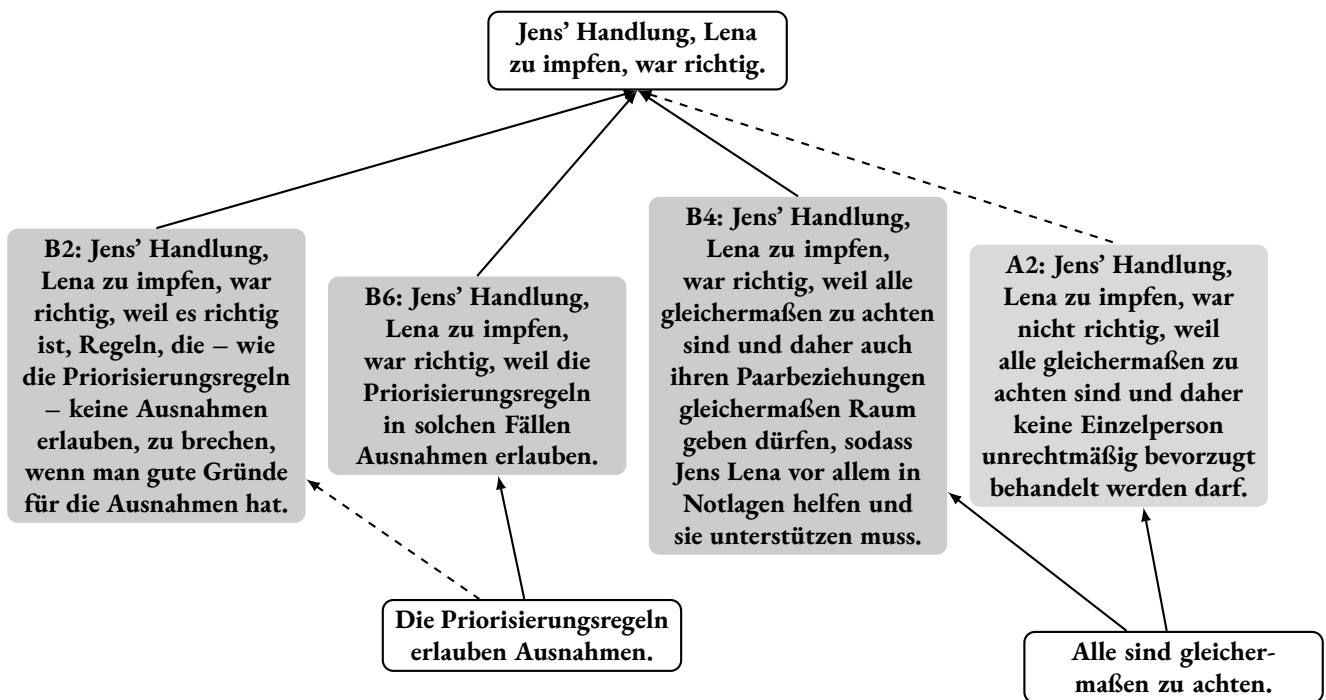 Jens’ Handlung, Lena
zu impfen, war richtig.
B2: Jens’ Handlung,
Lena zu impfen, war
richtig, weil es richtig
ist, Regeln, die – wie
die Priorisierungsregeln
– keine Ausnahmen
erlauben, zu brechen,
wenn man gute Gründe
für die Ausnahmen hat.
B6: Jens’ Handlung,
Lena zu impfen,
war richtig, weil die
Priorisierungsregeln
in solchen Fällen
Ausnahmen erlauben.
B4: Jens’ Handlung,
Lena zu impfen,
war richtig, weil alle
gleichermaßen zu achten
sind und daher auch
ihren Paarbeziehungen
gleichermaßen Raum
geben dürfen, sodass
Jens Lena vor allem in
Notlagen helfen und
sie unterstützen muss.
A2: Jens’ Handlung,
Lena zu impfen, war
nicht richtig, weil
alle gleichermaßen zu
achten sind und daher
keine Einzelperson
unrechtmäßig bevorzugt
behandelt werden darf.
Die Priorisierungsregeln
erlauben Ausnahmen.
Alle sind gleicher-
maßen zu achten.